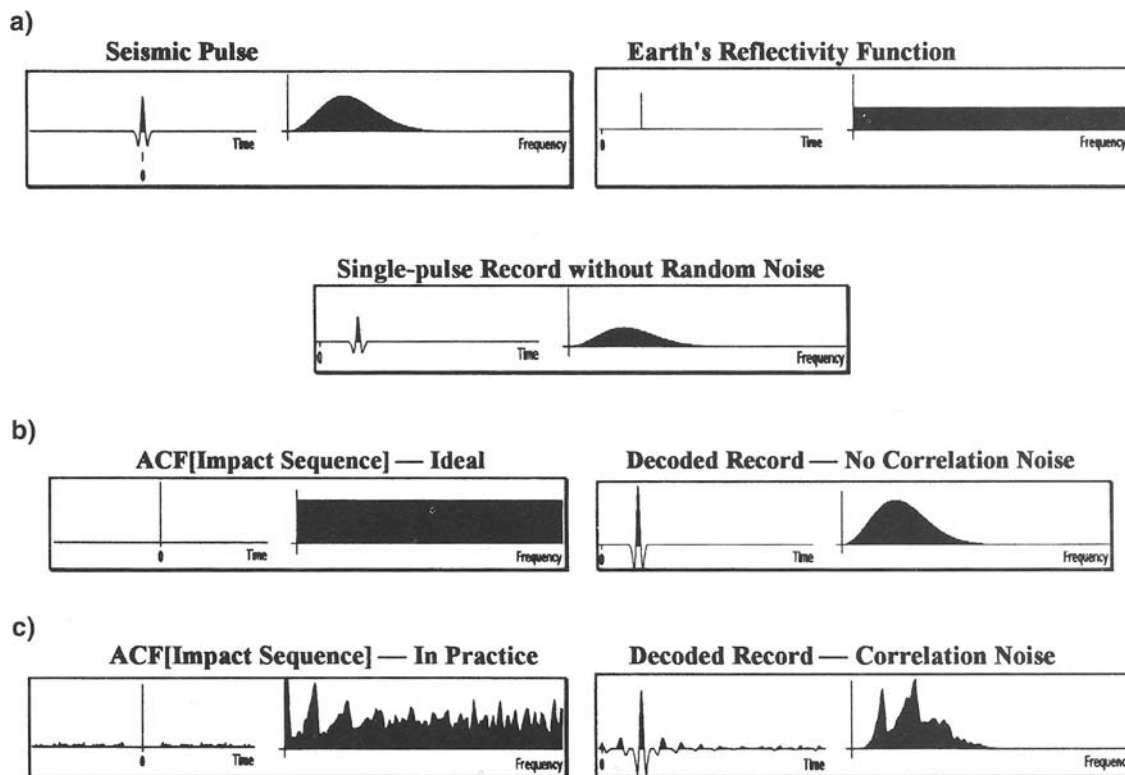 a)
Seismic Pulse
Earth's Reflectivity Function
Time
Frequency
0
Time
Frequency
0
Single-pulse Record without Random Noise
Time
Frequency
0
b)
ACF[Impact Sequence] — Ideal
Decoded Record — No Correlation Noise
0
Time
Frequency
0
Time
Frequency
c)
ACF[Impact Sequence] — In Practice
Decoded Record — Correlation Noise
0
Time
Frequency
0
Time
Frequency